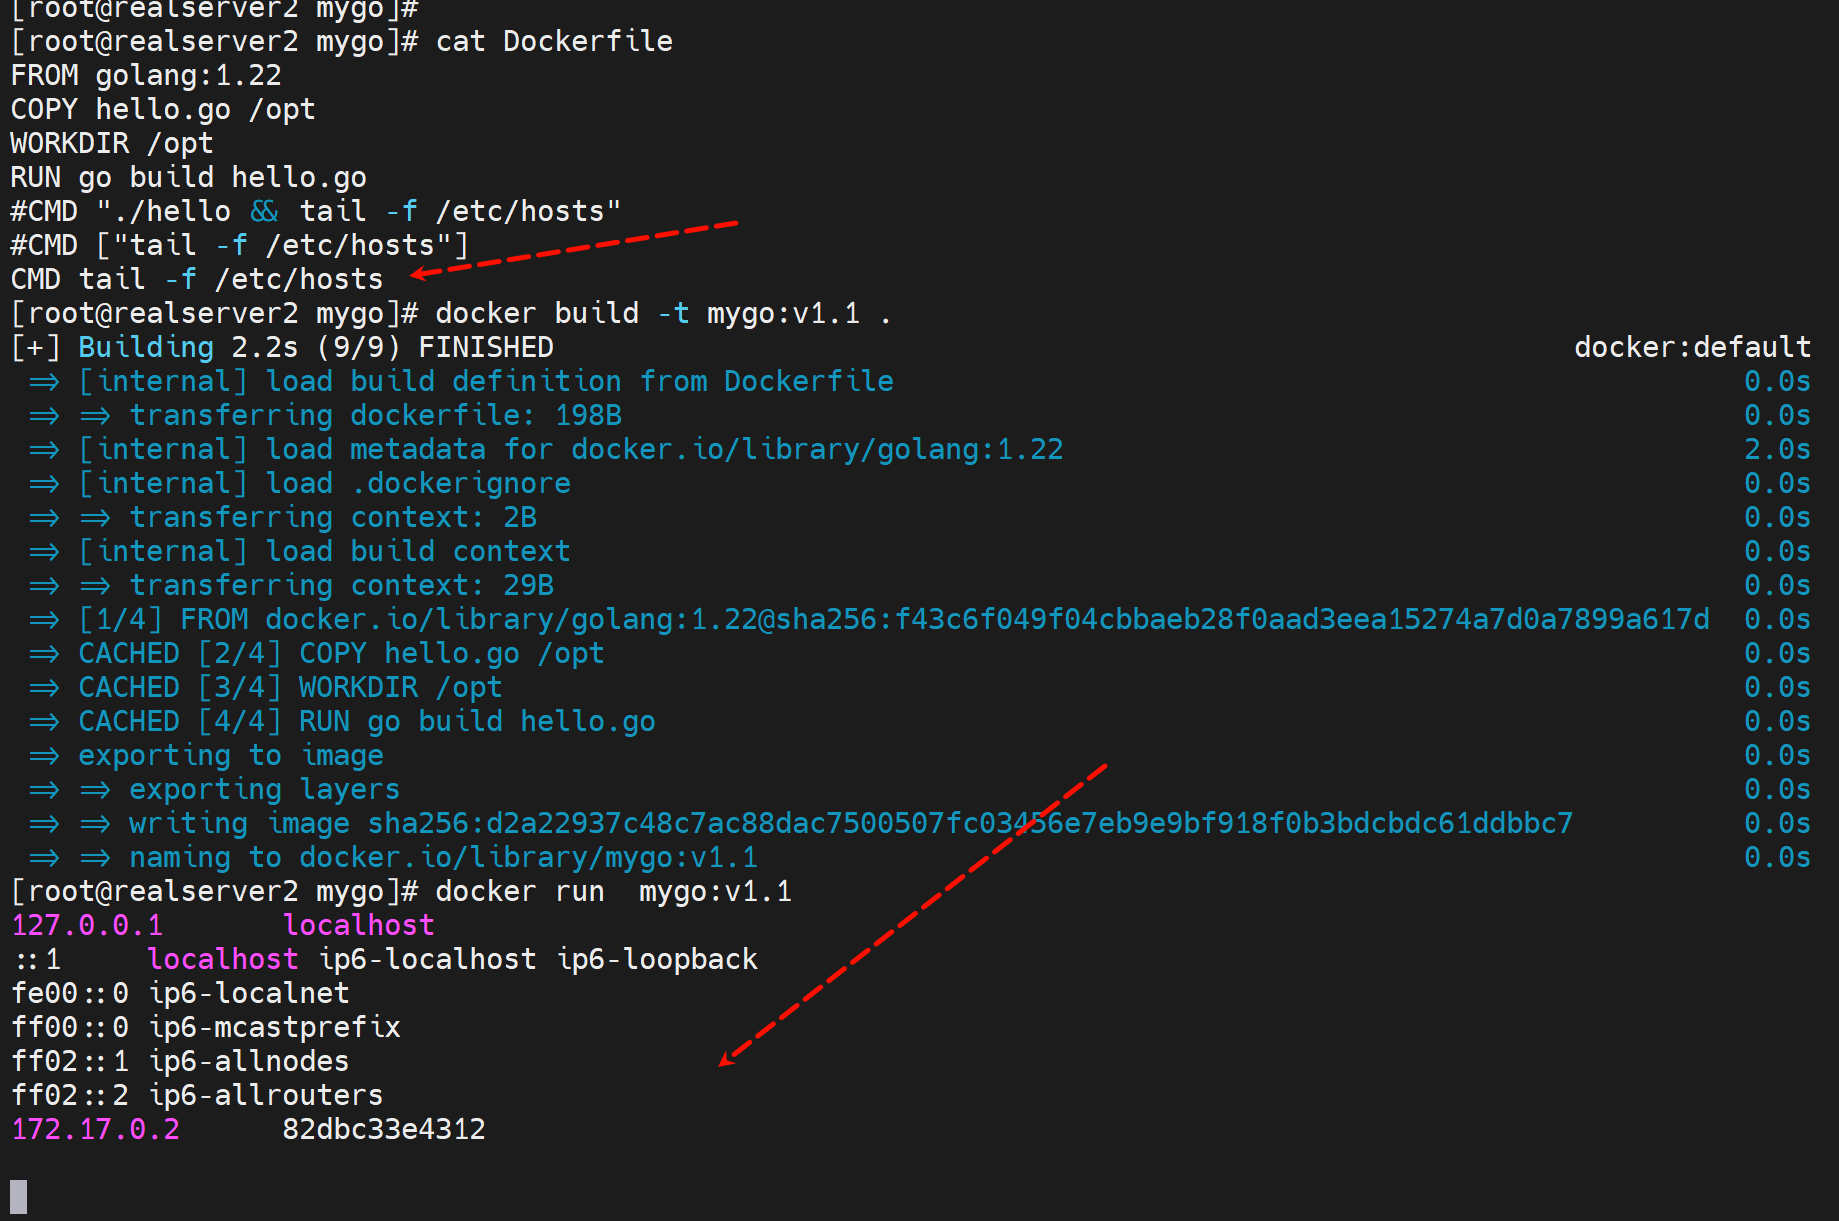 [root@realserver2 mygo]#
[root@realserver2 mygo]# cat Dockerfile
FROM golang:1.22
COPY hello.go /opt
WORKDIR /opt
RUN go build hello.go
#CMD "./hello && tail -f /etc/hosts"
#CMD ["tail -f /etc/hosts"]
CMD tail -f /etc/hosts
[root@realserver2 mygo]# docker build -t mygo:v1.1 .
[+] Building 2.2s (9/9) FINISHED docker:default
=> [internal] load build definition from Dockerfile 0.0s
=> => transferring dockerfile: 198B 0.0s
=> [internal] load metadata for docker.io/library/golang:1.22 2.0s
=> [internal] load .dockerignore 0.0s
=> => transferring context: 2B 0.0s
=> [internal] load build context 0.0s
=> => transferring context: 29B 0.0s
=> [1/4] FROM docker.io/library/golang:1.22@sha256:f43c6f049f04cbbaeb28f0aad3eea15274a7d0a7899a617d 0.0s
=> CACHED [2/4] COPY hello.go /opt 0.0s
=> CACHED [3/4] WORKDIR /opt 0.0s
=> CACHED [4/4] RUN go build hello.go 0.0s
=> exporting to image 0.0s
=> => exporting layers 0.0s
=> => writing image sha256:d2a22937c48c7ac88dac7500507fc03456e7eb9e9bf918f0b3bdcbdc61ddbbc7 0.0s
=> => naming to docker.io/library/mygo:v1.1 0.0s
[root@realserver2 mygo]# docker run  mygo:v1.1
127.0.0.1 localhost
::1 localhost ip6-localhost ip6-loopback
fe00::0 ip6-localnet
ff00::0 ip6-mcastprefix
ff02::1 ip6-allnodes
ff02::2 ip6-allrouters
172.17.0.2 82dbc33e4312